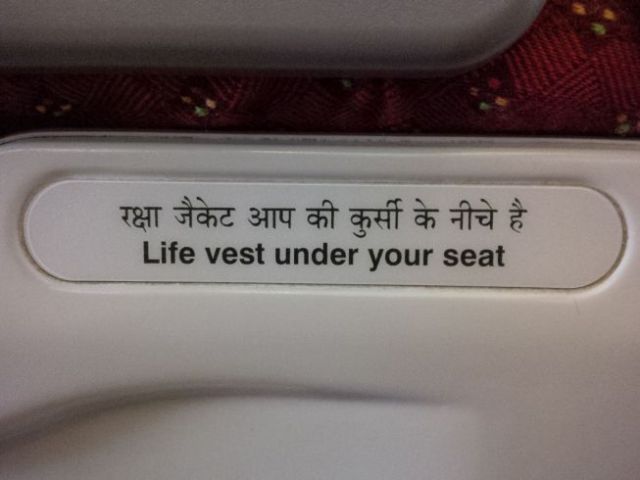 रक्षा जैकेट आप की कुर्सी के नीचे है
Life vest under your seat